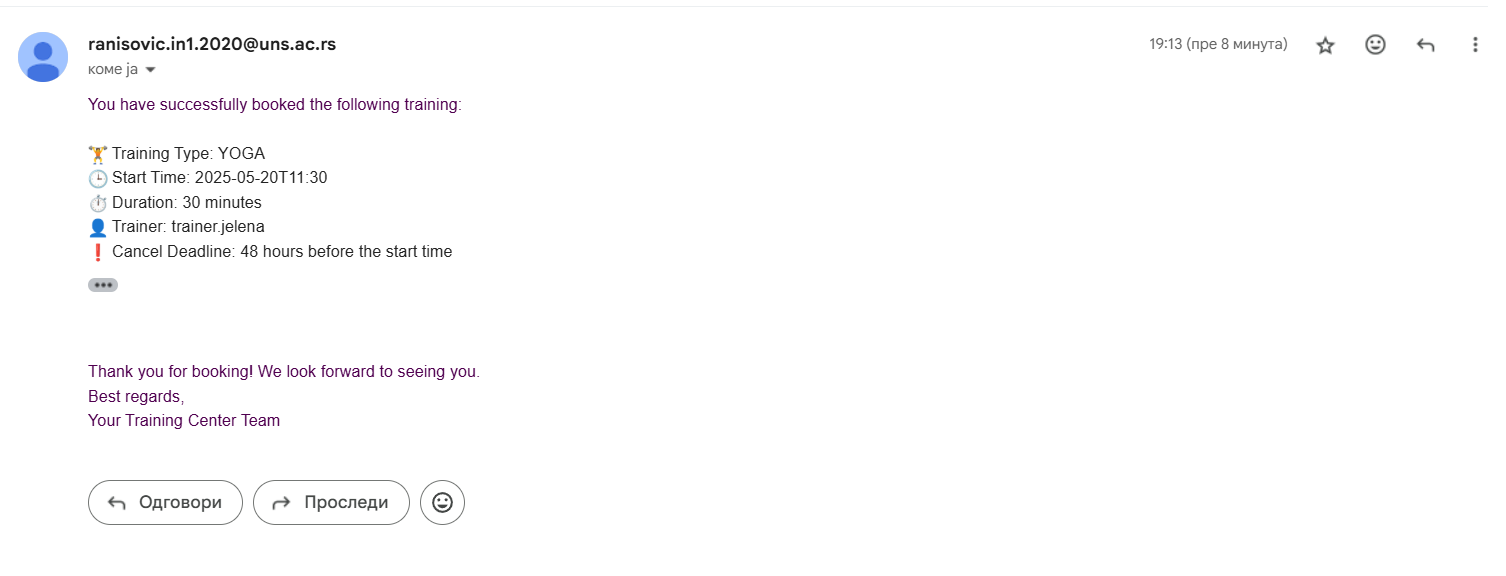 ranisovic.in1.2020@uns.ac.rs
19:13 (пре 8 минута)
коме ја
You have successfully booked the following training:
🏋️ Training Type: YOGA
🕒 Start Time: 2025-05-20T11:30
⏱️ Duration: 30 minutes
👤 Trainer: trainer.jelena
❗ Cancel Deadline: 48 hours before the start time
Thank you for booking! We look forward to seeing you.
Best regards,
Your Training Center Team
Одговори
Проследи